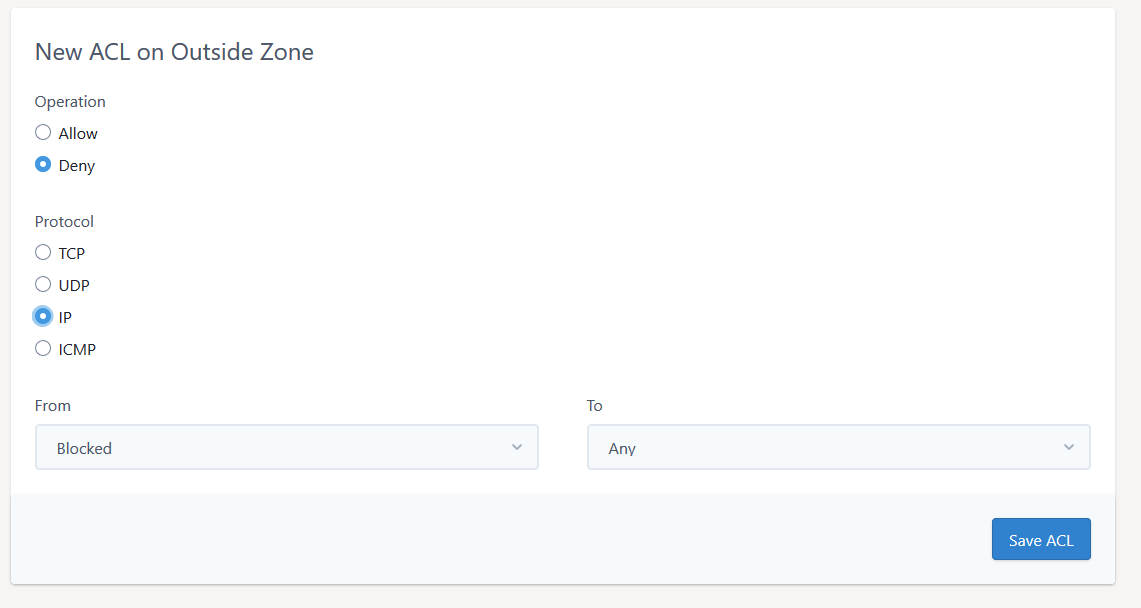 New ACL on Outside Zone
Operation
Allow
Deny
Protocol
TCP
UDP
IP
ICMP
From
To
Blocked
Any
Save ACL